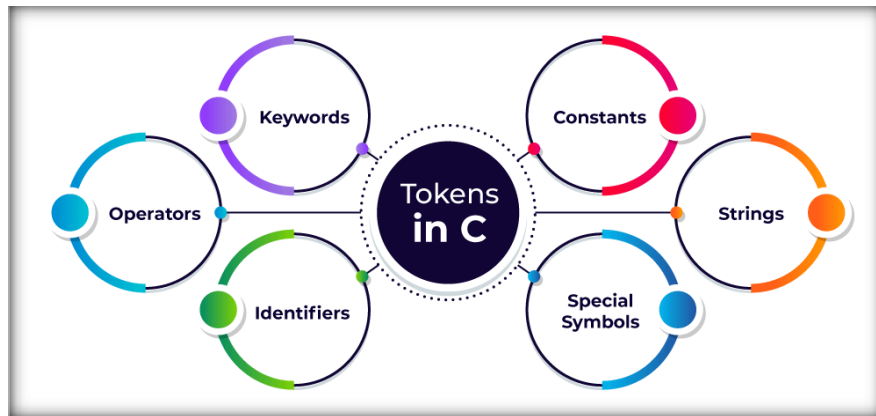 Tokens
in C
Keywords
Constants
Operators
Strings
Identifiers
Special
Symbols